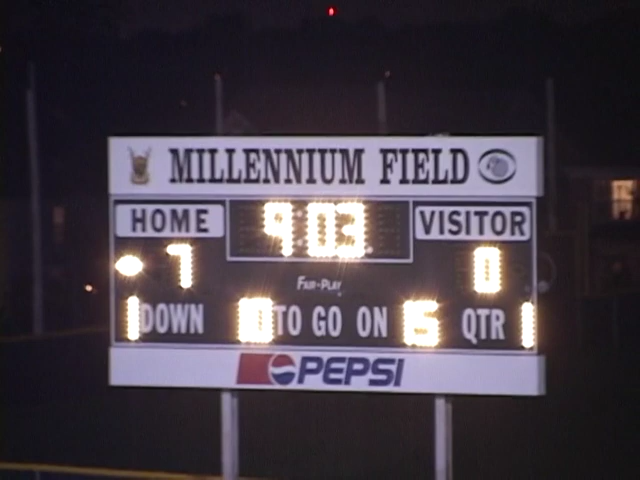 MILLENNIUM FIELD
HOME 9:03 VISITOR
7 0
FAIR-PLAY
1 DOWN 10 TO GO ON 15 QTR 1
PEPSI